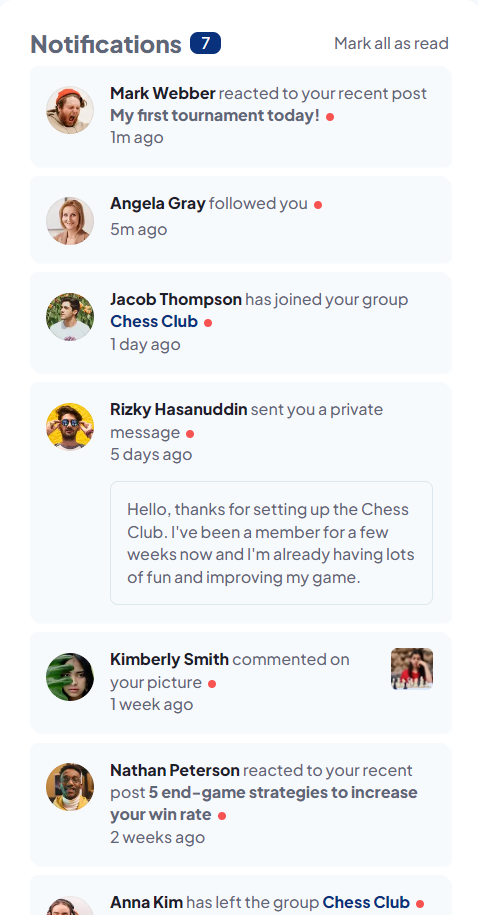 Notifications 7 Mark all as read
Mark Webber reacted to your recent post
My first tournament today!
1m ago
Angela Gray followed you
5m ago
Jacob Thompson has joined your group
Chess Club
1 day ago
Rizky Hasanuddin sent you a private
message
5 days ago
Hello, thanks for setting up the Chess
Club. I've been a member for a few
weeks now and I'm already having lots
of fun and improving my game.
Kimberly Smith commented on
your picture
1 week ago
Nathan Peterson reacted to your recent
post 5 end-game strategies to increase
your win rate
2 weeks ago
Anna Kim has left the group Chess Club